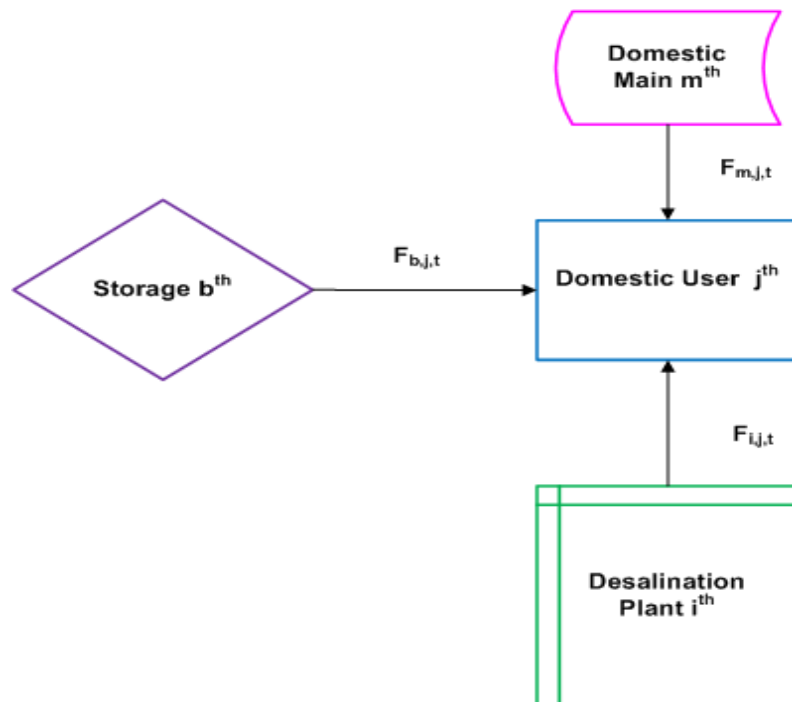 Domestic
Main mth
Fm,j,t
Fb,j,t
Storage bth
Domestic User jth
Fi,j,t
Desalination
Plant ith